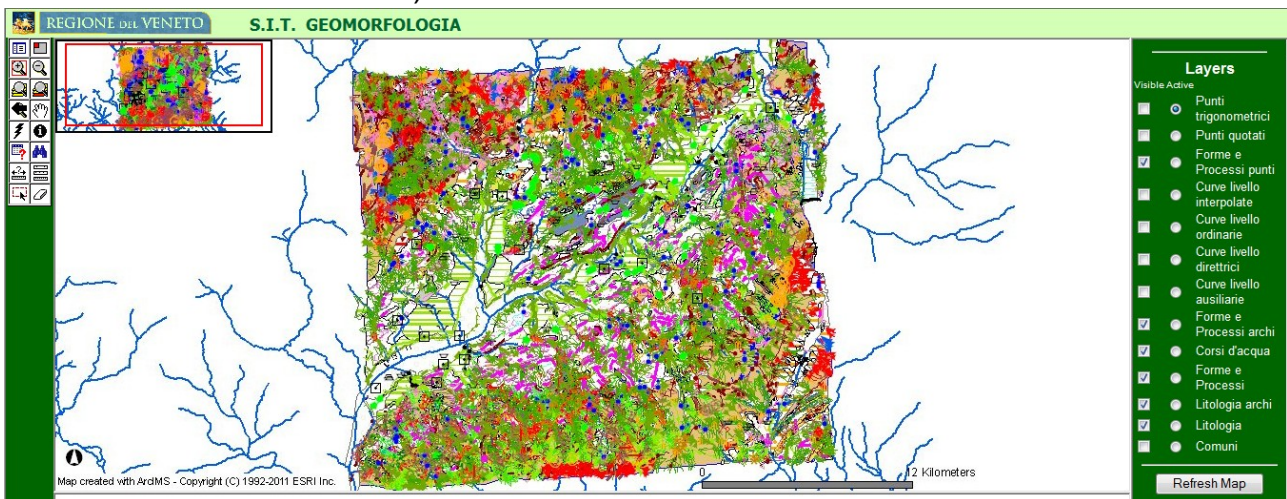 REGIONE DEL VENETO
S.I.T. GEOMORFOLOGIA
Layers
Visible Active
Punti
trigonometrici
Punti quotati
Forme e
Processi punti
Curve livello
interpolate
Curve livello
ordinarie
Curve livello
direttrici
Curve livello
ausiliarie
Forme e
Processi archi
Corsi d'acqua
Forme e
Processi
Litologia archi
Litologia
Comuni
Refresh Map
0 12 Kilometers
Map created with ArcIMS - Copyright (C) 1992-2011 ESRI Inc.